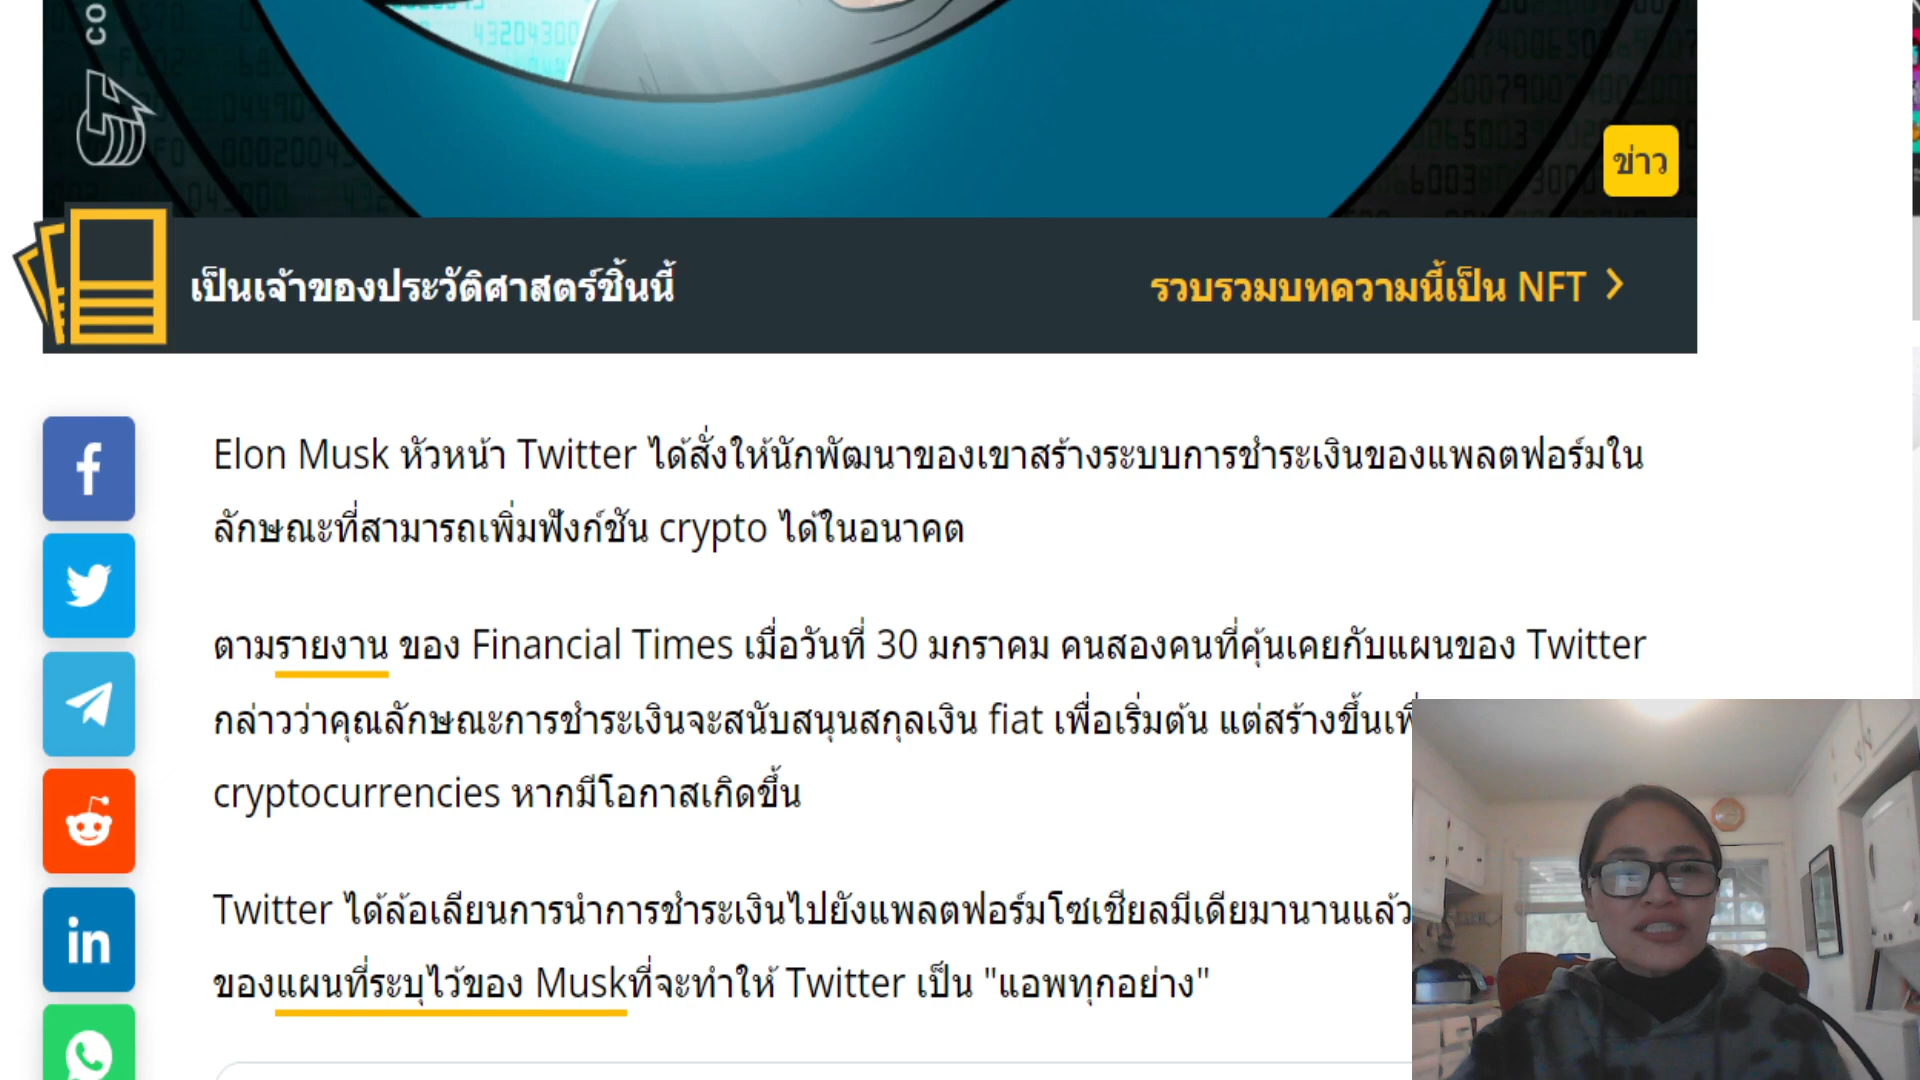 CO
ข่าว
เป็นเจ้าของประวัติศาสตร์ชิ้นนี้
รวบรวมบทความนี้เป็น NFT
Elon Musk หัวหน้า Twitter ได้สั่งให้นักพัฒนาของเขาสร้างระบบการชำระเงินของแพลตฟอร์มใน
ลักษณะที่สามารถเพิ่มฟังก์ชัน crypto ได้ในอนาคต
ตามรายงาน ของ Financial Times เมื่อวันที่ 30 มกราคม คนสองคนที่คุ้นเคยกับแผนของ Twitter
กล่าวว่าคุณลักษณะการชำระเงินจะสนับสนุนสกุลเงิน fiat เพื่อเริ่มต้น แต่สร้างขึ้น
cryptocurrencies หากมีโอกาสเกิดขึ้น
Twitter ได้ล้อเลียนการนำการชำระเงินไปยังแพลตฟอร์มโซเชียลมีเดียมานานแล้ว
ของแผนที่ระบุไว้ของ Muskที่จะทำให้ Twitter เป็น "แอพทุกอย่าง"